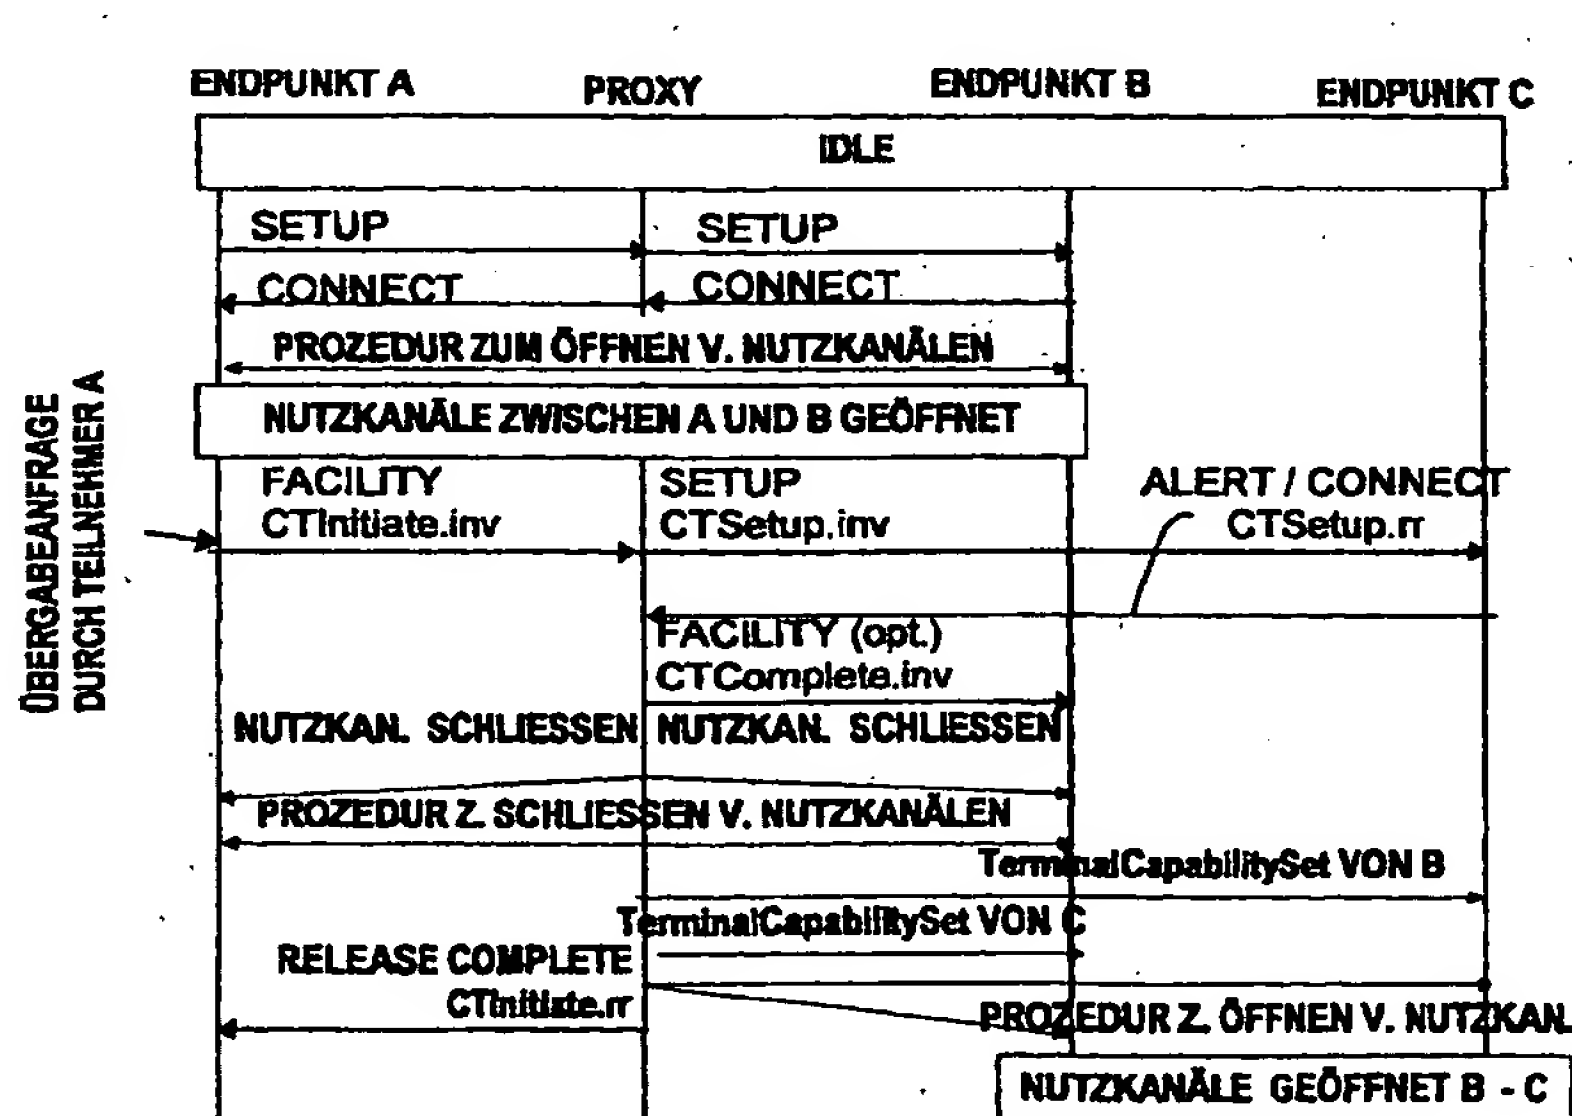 ENDPUNKT A PROXY ENDPUNKT B ENDPUNKT C
IDLE
SETUP SETUP
CONNECT CONNECT
PROZEDUR ZUM ÖFFNEN V. NUTZKANÄLEN
NUTZKANÄLE ZWISCHEN A UND B GEÖFFNET
ÜBERGABEANFRAGE
DURCH TEILNEHMER A
FACILITY SETUP ALERT / CONNECT
CTInitiate.inv CTSetup.inv CTSetup.rr
FACILITY (opt.)
CTComplete.inv
NUTZKAN. SCHLIESSEN NUTZKAN. SCHLIESSEN
PROZEDUR Z. SCHLIESSEN V. NUTZKANÄLEN
TerminalCapabilitySet VON B
TerminalCapabilitySet VON C
RELEASE COMPLETE
CTInitiate.rr
PROZEDUR Z. ÖFFNEN V. NUTZKAN.
NUTZKANÄLE GEÖFFNET B - C